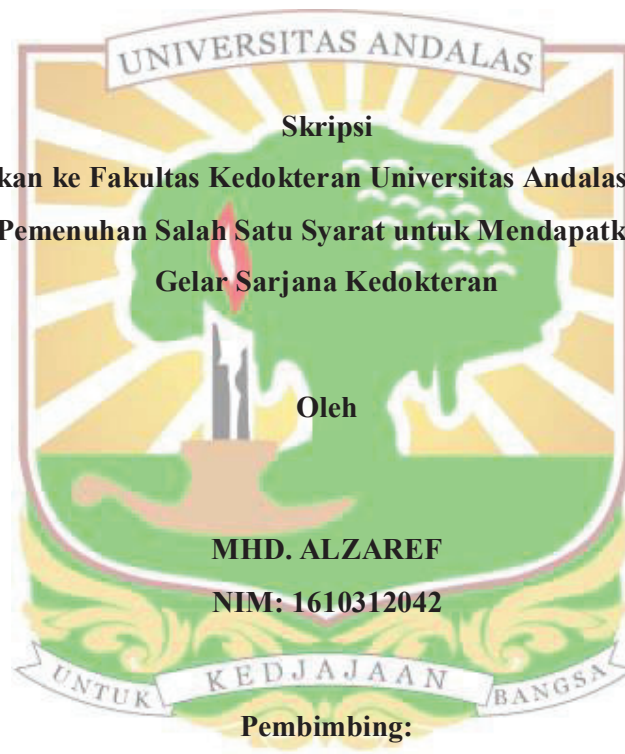 UNIVERSITAS ANDALAS
Skripsi
kan ke Fakultas Kedokteran Universitas Andalas
Pemenuhan Salah Satu Syarat untuk Mendapatk
Gelar Sarjana Kedokteran
Oleh
MHD. ALZAREF
NIM: 1610312042
UNTUK KEDJAJAAN BANGSA
Pembimbing: